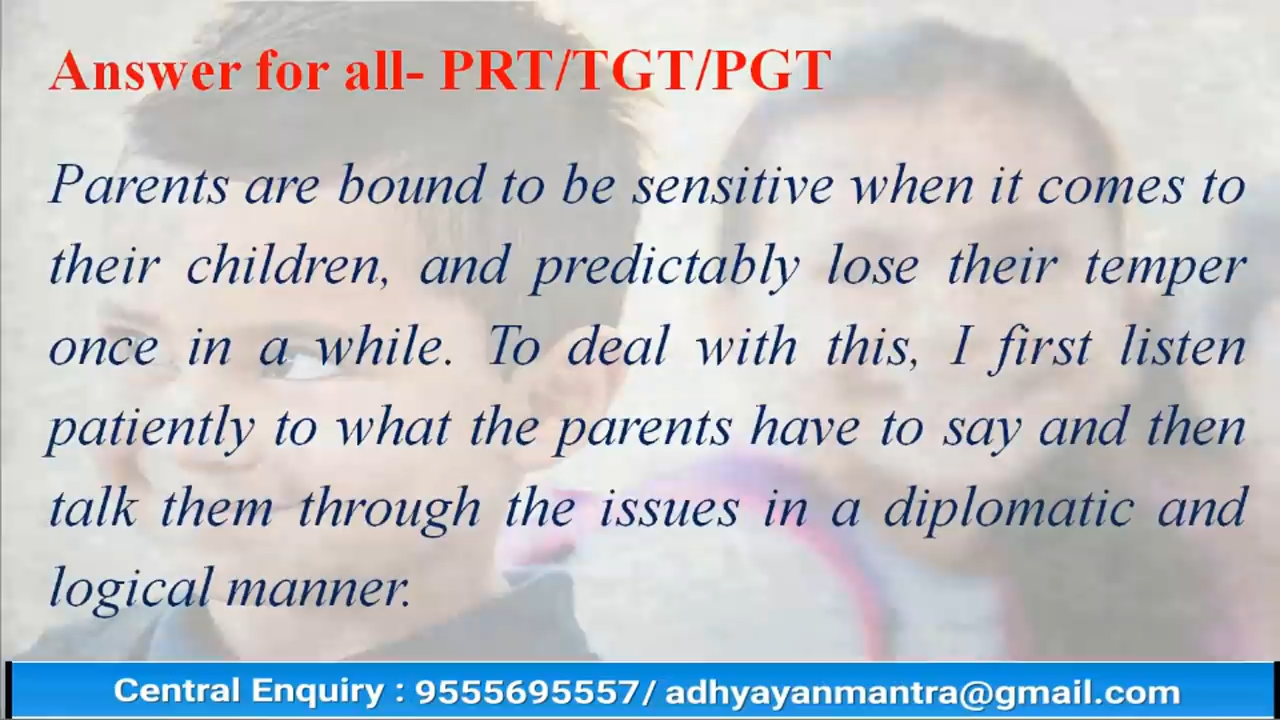 Answer for all- PRT/TGT/PGT
Parents are bound to be sensitive when it comes to
their children, and predictably lose their temper
once in a while. To deal with this, I first listen
patiently to what the parents have to say and then
talk them through the issues in a diplomatic and
logical manner.
Central Enquiry : 9555695557/ adhyayanmantra@gmail.com